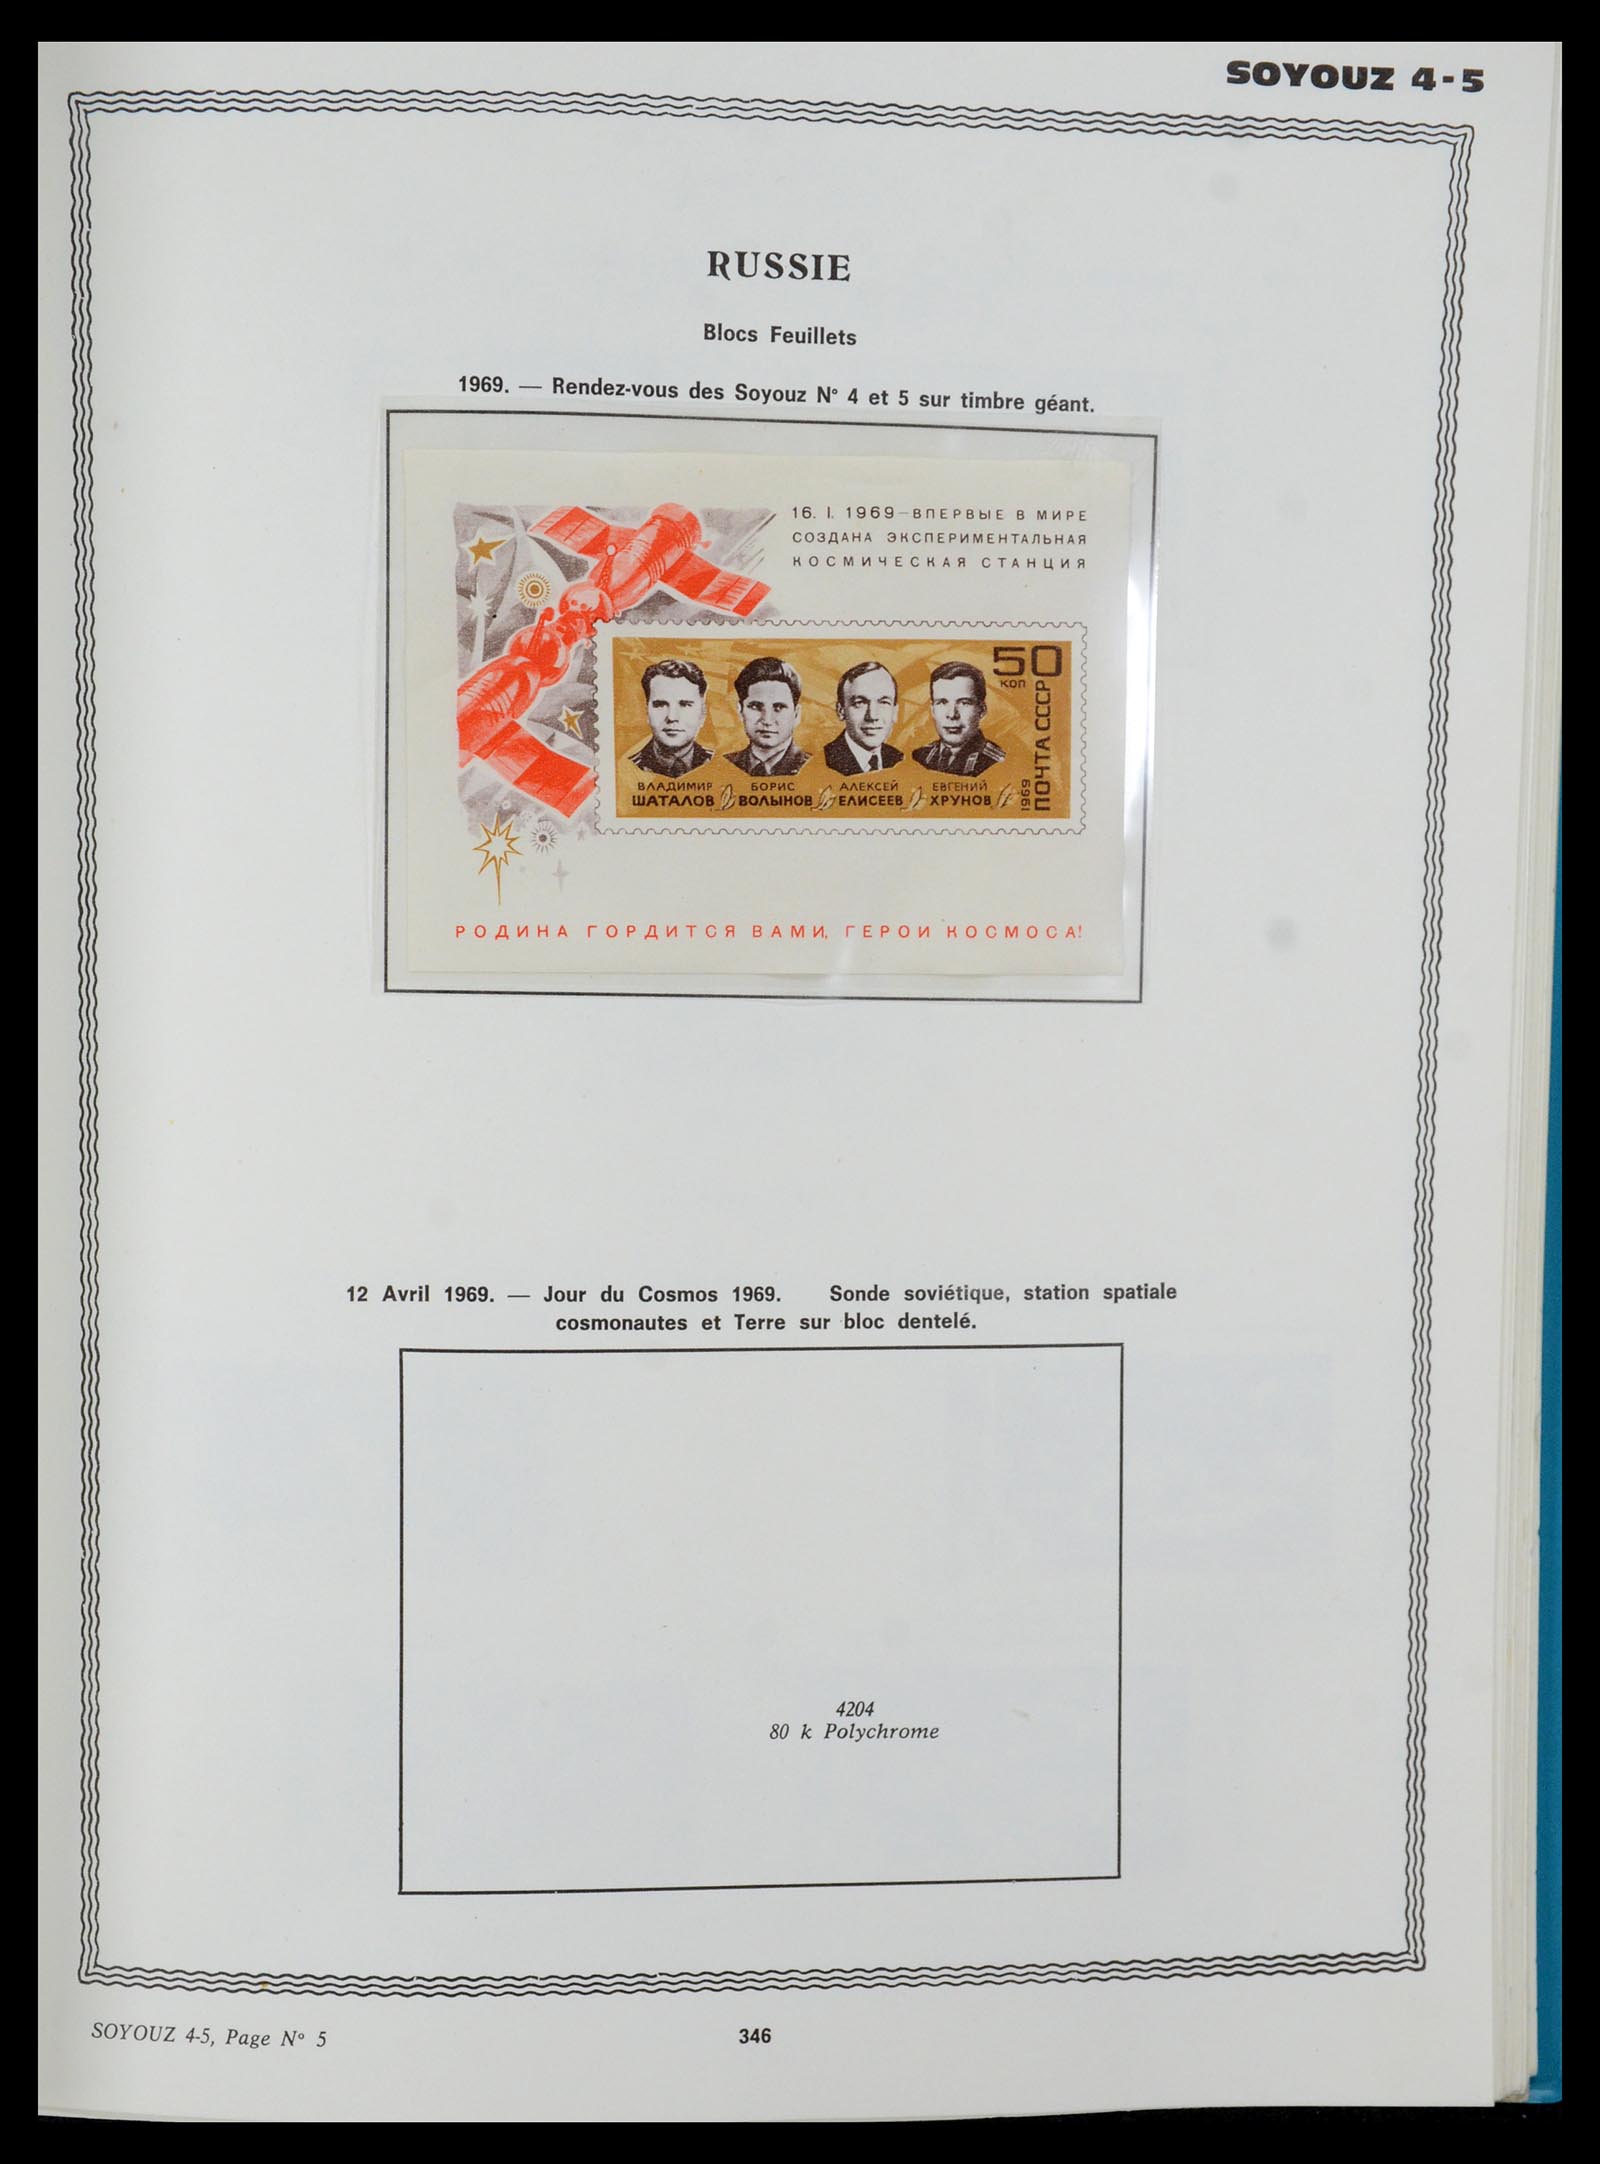 SOYOUZ 4-5
RUSSIE
Blocs Feuillets
1969. — Rendez-vous des Soyouz N° 4 et 5 sur timbre géant.
16. I. 1969—ВПЕРВЫЕ В МИРЕ
СОЗДАНА ЭКСПЕРИМЕНТАЛЬНАЯ
КОСМИЧЕСКАЯ СТАНЦИЯ
50
КОП
ПОЧТА СССР
1969
ВЛАДИМИР
ШАТАЛОВ
БОРИС
ВОЛЫНОВ
АЛЕКСЕЙ
ЕЛИСЕЕВ
ЕВГЕНИЙ
ХРУНОВ
РОДИНА ГОРДИТСЯ ВАМИ, ГЕРОИ КОСМОСА!
12 Avril 1969. — Jour du Cosmos 1969. Sonde soviétique, station spatiale
cosmonautes et Terre sur bloc dentelé.
4204
80 k Polychrome
SOYOUZ 4-5, Page N° 5
346